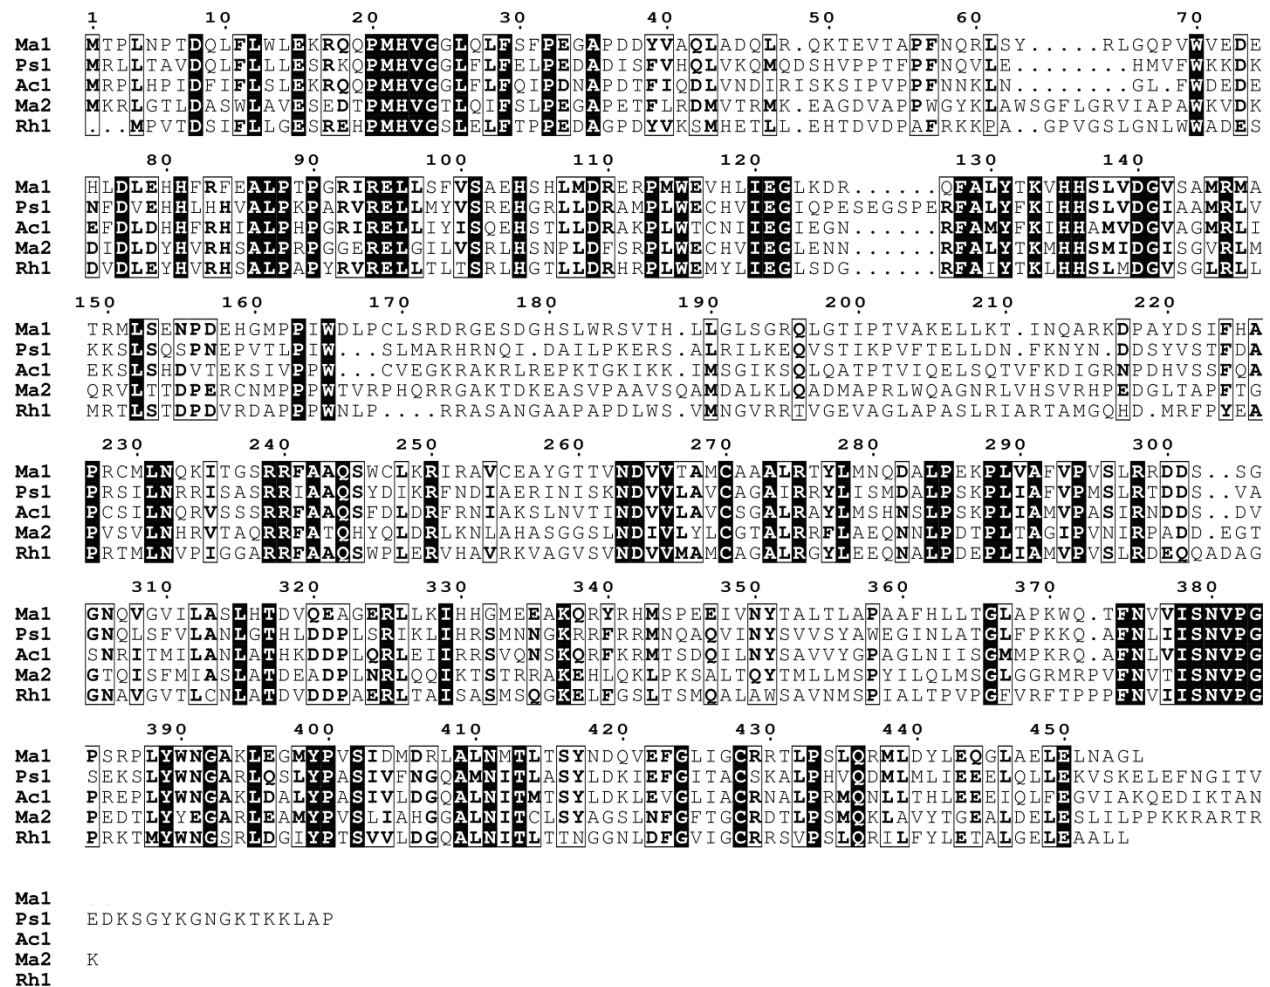 1 10 20 30 40 50 60 70
Ma1 MTPLNPTDQLFLWLEKRQQPMHVGGLQLFSFPEGAPDDYVAQLADQLR.QKTEVTAPFNQRLSY.....RLGQPVWVEDE
Ps1 MRLLTAVDQLFLLLESRKQPMHVGGLFLFELPEDADISFVHQLVKQMQDSHVPPTFPFNQVLE........HMVFWKKDK
Ac1 MRPLHPIDFIFLSLEKRQQPMHVGGLFLFQIPDNAPDTFIQDLVNDIRISKSIPVPPFNNKLN........GL.FWDEDE
Ma2 MKRLGTLDASWLAVESEDTPMHVGTLQIFSLPEGAPETFLRDMVTRMK.EAGDVAPPWGYKLAWSGFLGRVIAPAWKVDK
Rh1 ...MPVTDSIFLLGESREHPMHVGSLELFTPPEDAGPDYVKSMHETLL.EHTDVDPAFRKKPA..GPVGSLGNLWWADES
80 90 100 110 120 130 140
Ma1 HLDLEHHFRFEALPTPGRIRELLSFVSAEHSHLMDRERPMWEVHLIEGLKDR......QFALYTKVHHSLVDGVSAMRMA
Ps1 NFDVEHHLHHVALPKPARVRELLMYVSREHGRLLDRAMPLWECHVIEGIQPESEGSPERFALYFKIHHSLVDGIAAMRLV
Ac1 EFDLDHHFRHIALPHPGRIRELLIYISQEHSTLLDRAKPLWTCNIIEGIEGN......RFAMYFKIHHAMVDGVAGMRLI
Ma2 DIDLDYHVRHSALPRPGGERELGILVSRLHSNPLDFSRPLWECHVIEGLENN......RFALYTKMHHSMIDGISGVRLM
Rh1 DVDLEYHVRHSALPAPYRVRELLTLTSRLHGTLLDRHRPLWEMYLIEGLSDG......RFAIYTKLHHSLMDGVSGLRLL
150 160 170 180 190 200 210 220
Ma1 TRMLSENPDEHGMPPIWDLPCLSRDRGESDGHSLWRSVTH.LLGLSGRQLGTIPTVAKELLKT.INQARKDPAYDSIFHA
Ps1 KKSLSQSPNEPVTLPIW...SLMARHRNQI.DAILPKERS.ALRILKEQVSTIKPVFTELLDN.FKNYN.DDSYVSTFDA
Ac1 EKSLSHDVTEKSIVPPW...CVEGKRAKRLREPKTGKIKK.IMSGIKSQLQATPTVIQELSQTVFKDIGRNPDHVSSFQA
Ma2 QRVLTTDPERCNMPPPWTVRPHQRRGAKTDKEASVPAAVSQAMDALKLQADMAPRLWQAGNRLVHSVRHPEDGLTAPFTG
Rh1 MRTLSTDPDVRDAPPPWNLP....RRASANGAAPAPDLWS.VMNGVRRTVGEVAGLAPASLRIARTAMGQHD.MRFPYEA
230 240 250 260 270 280 290 300
Ma1 PRCMLNQKITGSRRFAAQSWCLKRIRAVCEAYGTTVNDVVTAMCAAALRTYLMNQDALPEKPLVAFVPVSLRRDDS..SG
Ps1 PRSILNRRISASRRIAAQSYDIKRFNDIAERINISKNDVVLAVCAGAIRRYLISMDALPSKPLIAFVPMSLRTDDS..VA
Ac1 PCSILNQRVSSSRRFAAQSFDLDRFRNIAKSLNVTINDVVLAVCSGALRAYLMSHNSLPSKPLIAMVPASIRNDDS..DV
Ma2 PVSVLNHRVTAQRRFATQHYQLDRLKNLAHASGGSLNDIVLYLCGTALRRFLAEQNNLPDTPLTAGIPVNIRPADD.EGT
Rh1 PRTMLNVPIGGARRFAAQSWPLERVHAVRKVAGVSVNDVVMAMCAGALRGYLEEQNALPDEPLIAMVPVSLRDEQQADAG
310 320 330 340 350 360 370 380
Ma1 GNQVGVILASLHTDVQEAGERLLKIHHGMEEAKQRYRHMSPEEIVNYTALTLAPAAFHLLTGLAPKWQ.TFNVVISNVPG
Ps1 GNQLSFVLANLGTHLDDPLSRIKLIHRSMNNGKRRFRRMNQAQVINYSVVSYAWEGINLATGLFPKKQ.AFNLIISNVPG
Ac1 SNRITMILANLATHKDDPLQRLEIIRRSVQNSKQRFKRMTSDQILNYSAVVYGPAGLNIISGMMPKRQ.AFNLVISNVPG
Ma2 GTQISFMIASLATDEADPLNRLQQIKTSTRRAKEHLQKLPKSALTQYTMLLMSPYILQLMSGLGGRMRPVFNVTISNVPG
Rh1 GNAVGVTLCNLATDVDDPAERLTAISASMSQGKELFGSLTSMQALAWSAVNMSPIALTPVPGFVRFTPPPFNVIISNVPG
390 400 410 420 430 440 450
Ma1 PSRPLYWNGAKLEGMYPVSIDMDRLALNMTLTSYNDQVEFGLIGCRRTLPSLQRMLDYLEQGLAELELNAGL
Ps1 SEKSLYWNGARLQSLYPASIVFNGQAMNITLASYLDKIEFGITACSKALPHVQDMLMLIEEELQLLEKVSKELEFNGITV
Ac1 PREPLYWNGAKLDALYPASIVLDGQALNITMTSYLDKLEVGLIACRNALPRMQNLLTHLEEEIQLFEGVIAKQEDIKTAN
Ma2 PEDTLYYEGARLEAMYPVSLIAHGGALNITCLSYAGSLNFGFTGCRDTLPSMQKLAVYTGEALDELESLILPPKKRARTR
Rh1 PRKTMYWNGSRLDGIYPTSVVLDGQALNITLTTNGGNLDFGVIGCRRSVPSLQRILFYLETALGELEAALL
Ma1
Ps1 EDKSGYKGNGKTKKLAP
Ac1
Ma2 K
Rh1